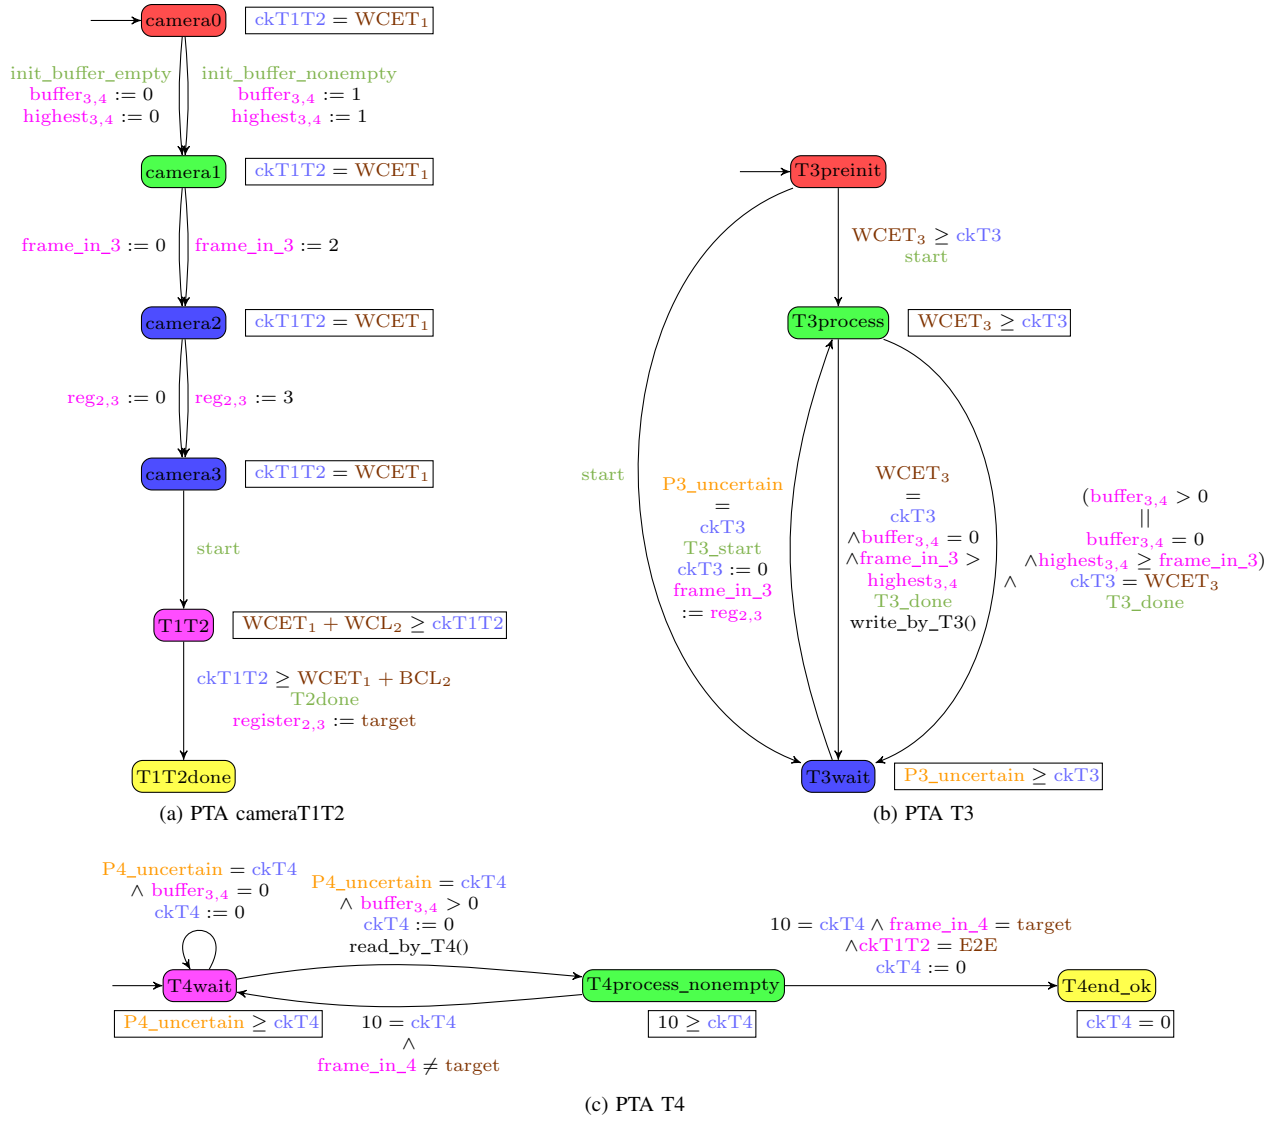 camera0
ckT1T2 = WCET₁
init_buffer_empty
buffer₃,₄ := 0
highest₃,₄ := 0
init_buffer_nonempty
buffer₃,₄ := 1
highest₃,₄ := 1
camera1
ckT1T2 = WCET₁
frame_in_3 := 0
frame_in_3 := 2
camera2
ckT1T2 = WCET₁
reg₂,₃ := 0
reg₂,₃ := 3
camera3
ckT1T2 = WCET₁
start
T1T2
WCET₁ + WCL₂ ≥ ckT1T2
ckT1T2 ≥ WCET₁ + BCL₂
T2done
register₂,₃ := target
T1T2done
(a) PTA cameraT1T2
T3preinit
WCET₃ ≥ ckT3
start
T3process
WCET₃ ≥ ckT3
start
P3_uncertain
=
ckT3
T3_start
ckT3 := 0
frame_in_3
:= reg₂,₃
WCET₃
=
ckT3
∧buffer₃,₄ = 0
∧frame_in_3 >
highest₃,₄
T3_done
write_by_T3()
(buffer₃,₄ > 0
||
buffer₃,₄ = 0
∧highest₃,₄ ≥ frame_in_3)
∧
ckT3 = WCET₃
T3_done
T3wait
P3_uncertain ≥ ckT3
(b) PTA T3
P4_uncertain = ckT4
∧ buffer₃,₄ = 0
ckT4 := 0
P4_uncertain = ckT4
∧ buffer₃,₄ > 0
ckT4 := 0
read_by_T4()
10 = ckT4 ∧ frame_in_4 = target
∧ckT1T2 = E2E
ckT4 := 0
T4wait
T4process_nonempty
T4end_ok
P4_uncertain ≥ ckT4
10 = ckT4
∧
frame_in_4 ≠ target
10 ≥ ckT4
ckT4 = 0
(c) PTA T4